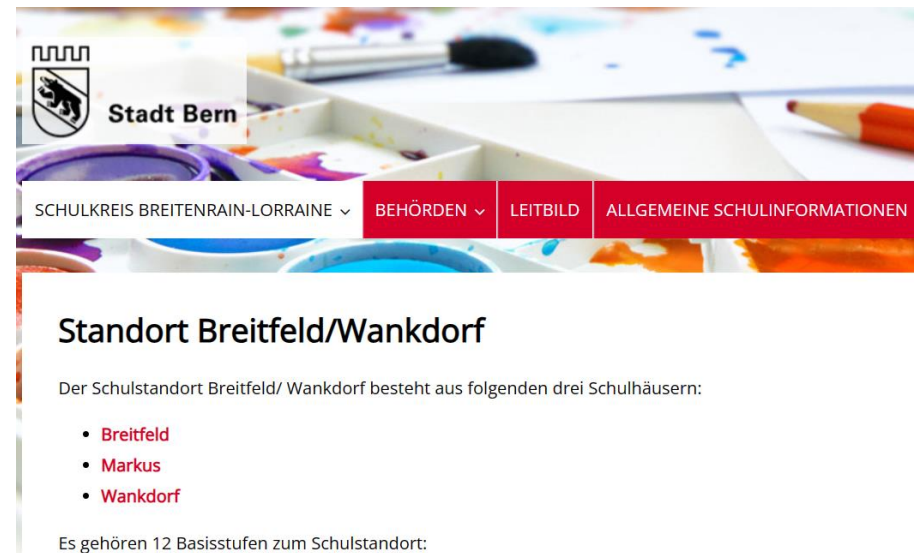 Stadt Bern
SCHULKREIS BREITENRAIN-LORRAINE
BEHÖRDEN
LEITBILD
ALLGEMEINE SCHULINFORMATIONEN
Standort Breitfeld/Wankdorf
Der Schulstandort Breitfeld/ Wankdorf besteht aus folgenden drei Schulhäusern:
Breitfeld
Markus
Wankdorf
Es gehören 12 Basisstufen zum Schulstandort: